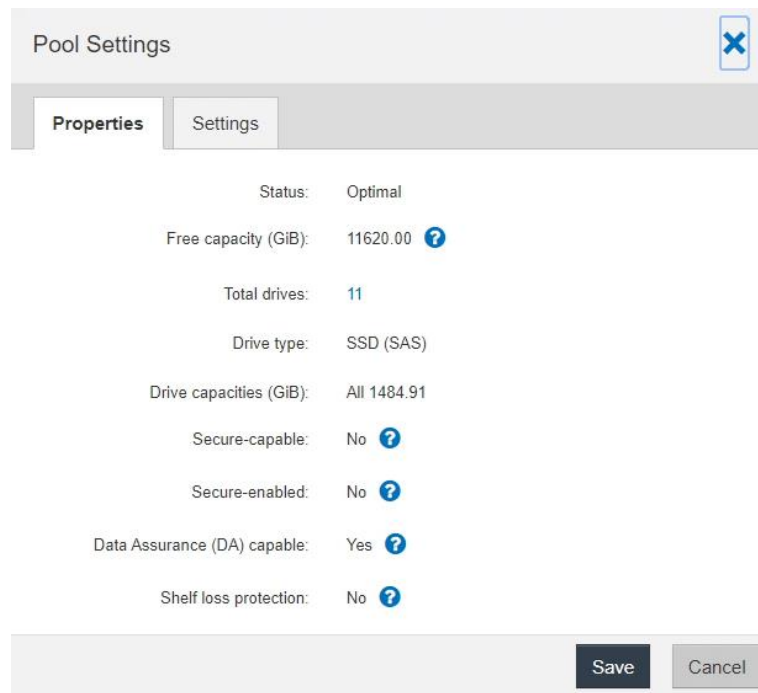 Pool Settings
Properties Settings
Status: Optimal
Free capacity (GiB): 11620.00 ?
Total drives: 11
Drive type: SSD (SAS)
Drive capacities (GiB): All 1484.91
Secure-capable: No ?
Secure-enabled: No ?
Data Assurance (DA) capable: Yes ?
Shelf loss protection: No ?
Save Cancel